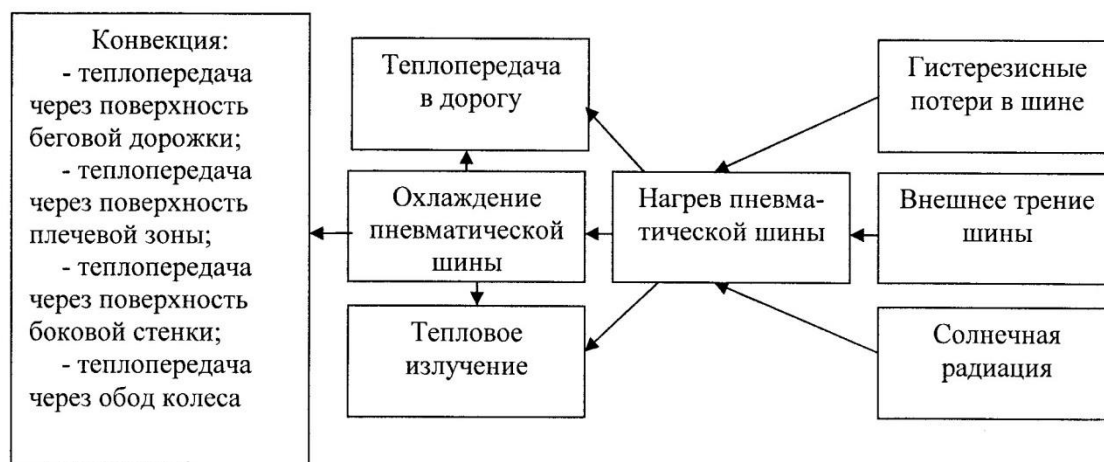 Конвекция:
- теплопередача
через поверхность
беговой дорожки;
- теплопередача
через поверхность
плечевой зоны;
- теплопередача
через поверхность
боковой стенки;
- теплопередача
через обод колеса
Теплопередача
в дорогу
Охлаждение
пневматической
шины
Тепловое
излучение
Нагрев пневма-
тической шины
Гистерезисные
потери в шине
Внешнее трение
шины
Солнечная
радиация